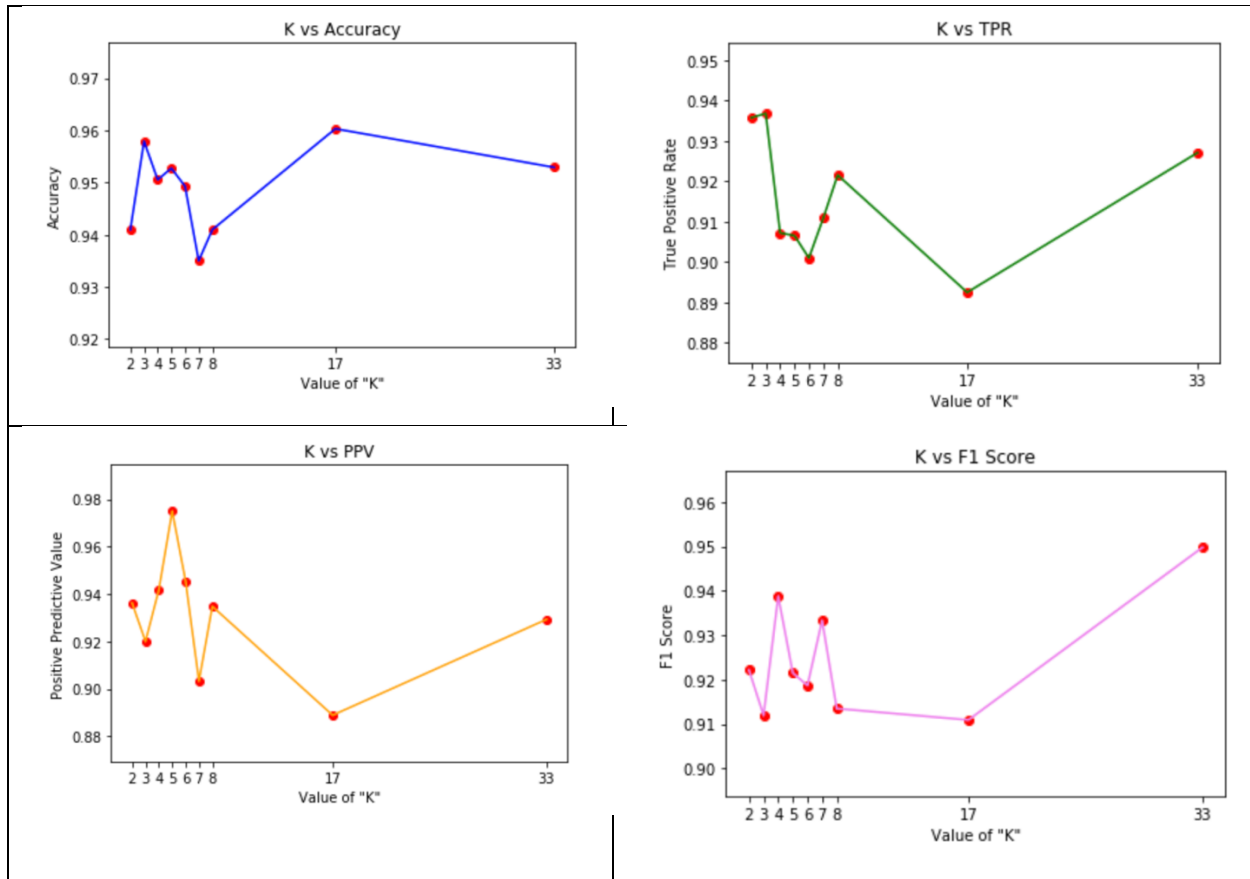 K vs Accuracy
0.97
0.96
0.95
0.94
0.93
0.92
Accuracy
2 3 4 5 6 7 8 17 33
Value of "K"
K vs TPR
0.95
0.94
0.93
0.92
0.91
0.90
0.89
0.88
True Positive Rate
2 3 4 5 6 7 8 17 33
Value of "K"
K vs PPV
0.98
0.96
0.94
0.92
0.90
0.88
Positive Predictive Value
2 3 4 5 6 7 8 17 33
Value of "K"
K vs F1 Score
0.96
0.95
0.94
0.93
0.92
0.91
0.90
F1 Score
2 3 4 5 6 7 8 17 33
Value of "K"